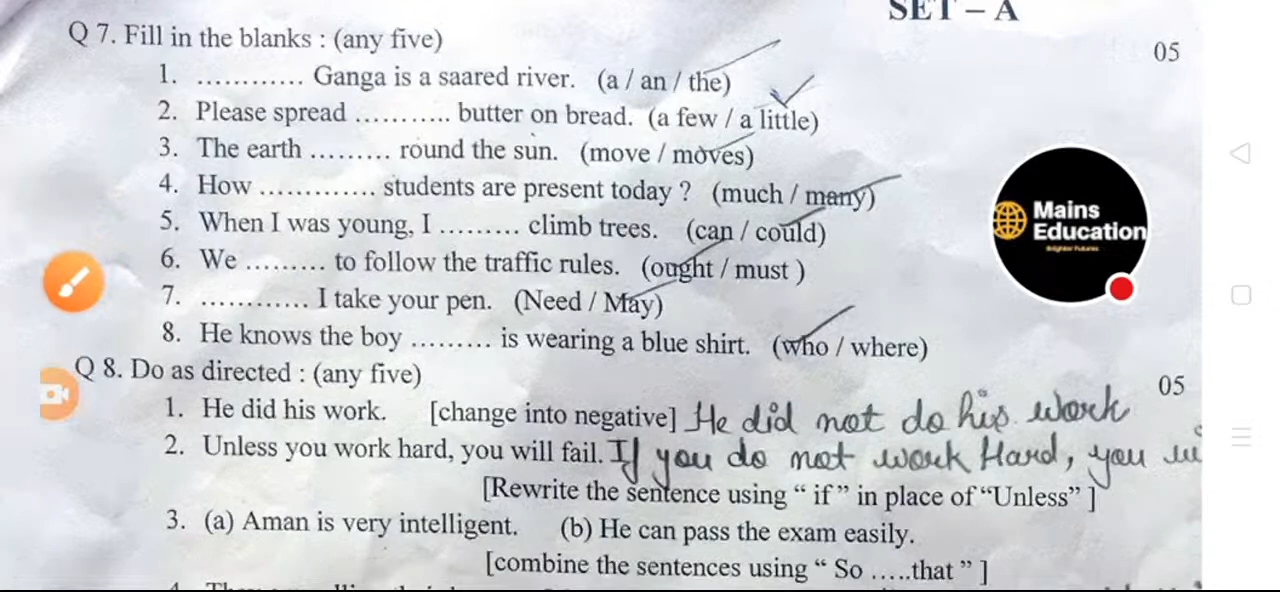 SET – A
Q 7. Fill in the blanks : (any five) 05
1. ............ Ganga is a saared river. (a / an / the)
2. Please spread ........... butter on bread. (a few / a little)
3. The earth ......... round the sun. (move / moves)
4. How ............. students are present today ? (much / many)
5. When I was young, I ......... climb trees. (can / could)
6. We ......... to follow the traffic rules. (ought / must )
7. ............ I take your pen. (Need / May)
8. He knows the boy ......... is wearing a blue shirt. (who / where)
Mains
Education
Brighter Futures
Q 8. Do as directed : (any five) 05
1. He did his work. [change into negative] He did not do his work
2. Unless you work hard, you will fail. If you do not work Hard, you
[Rewrite the sentence using “ if ” in place of “Unless” ]
3. (a) Aman is very intelligent. (b) He can pass the exam easily.
[combine the sentences using “ So .....that ” ]